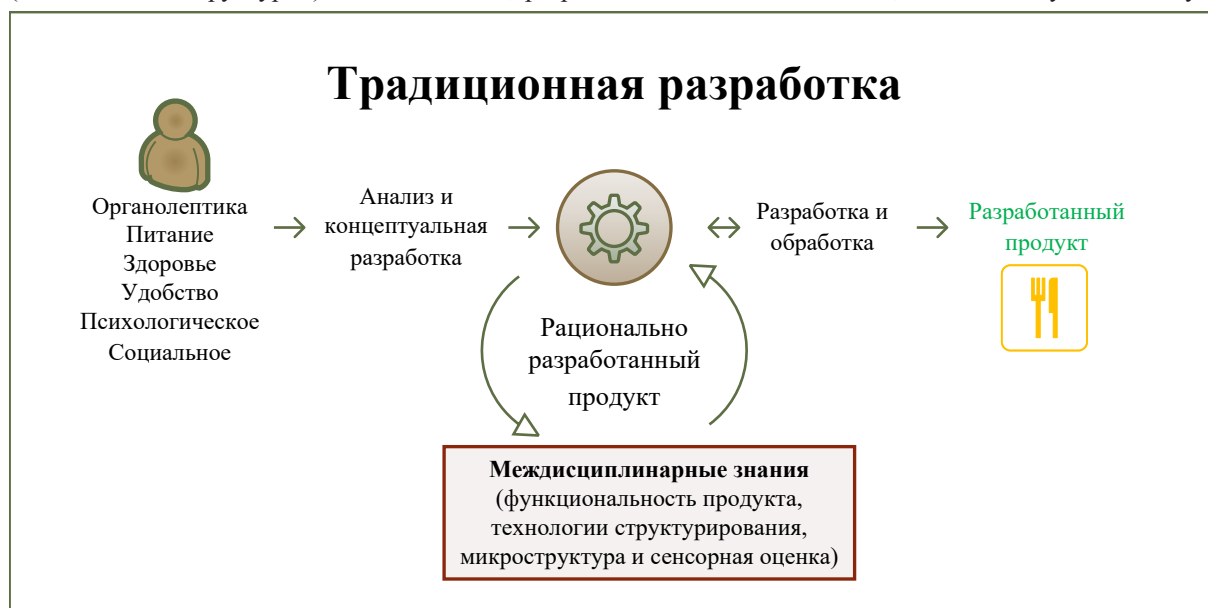 Традиционная разработка
Органолептика
Питание
Здоровье
Удобство
Психологическое
Социальное
Анализ и
концептуальная
разработка
Рационально
разработанный
продукт
Разработка и
обработка
Разработанный
продукт
Междисциплинарные знания
(функциональность продукта,
технологии структурирования,
микроструктура и сенсорная оценка)